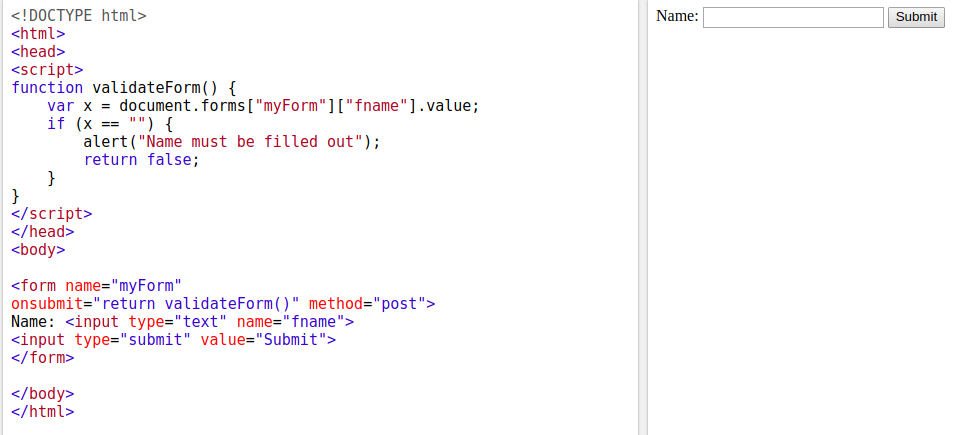 <!DOCTYPE html>
<html>
<head>
<script>
function validateForm() {
    var x = document.forms["myForm"]["fname"].value;
    if (x == "") {
        alert("Name must be filled out");
        return false;
    }
}
</script>
</head>
<body>

<form name="myForm"
onsubmit="return validateForm()" method="post">
Name: <input type="text" name="fname">
<input type="submit" value="Submit">
</form>

</body>
</html>
Name: Submit